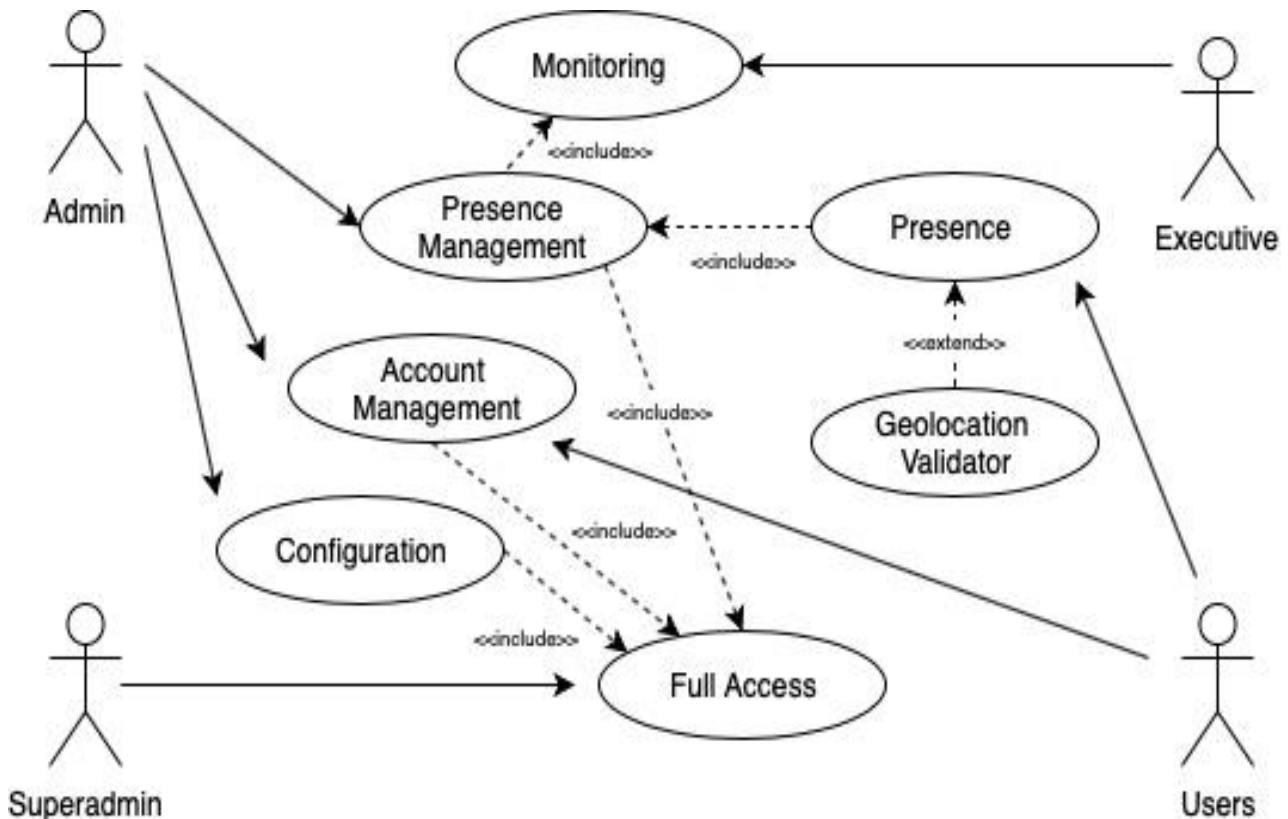 Monitoring
<<include>>
Admin
Presence
Management
Presence
Executive
<<include>>
<<extend>>
Account
Management
<<include>>
Geolocation
Validator
<<include>>
Configuration
<<include>>
Full Access
Superadmin
Users